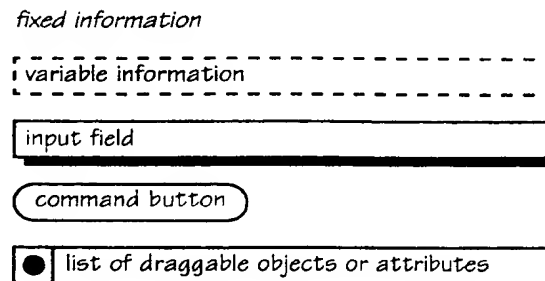 fixed information
variable information
input field
command button
list of draggable objects or attributes